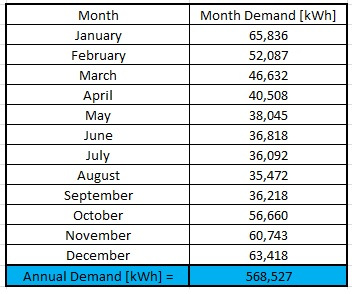 Month Month Demand [kWh]
January 65,836
February 52,087
March 46,632
April 40,508
May 38,045
June 36,818
July 36,092
August 35,472
September 36,218
October 56,660
November 60,743
December 63,418
Annual Demand [kWh] = 568,527